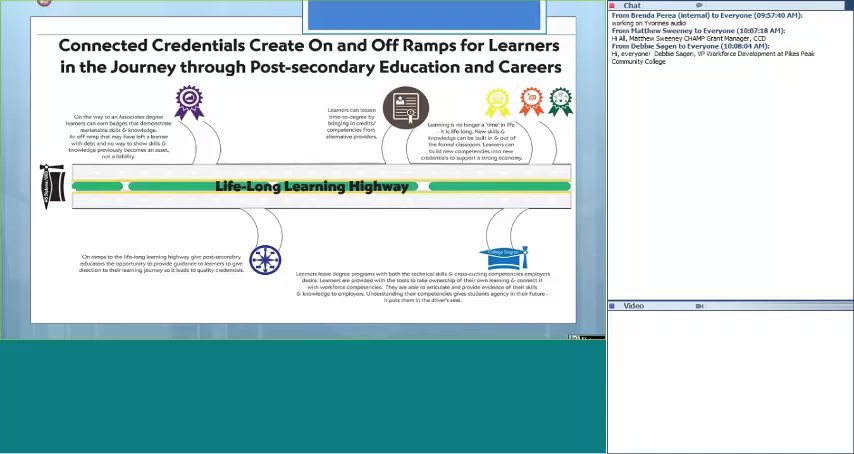 Connected Credentials Create On and Off Ramps for Learners
in the Journey through Post-secondary Education and Careers
On the way to an Associates degree
learners can earn badges that demonstrate
marketable skills & knowledge.
An off ramp that may have left a learner
with debt and no way to show skills &
knowledge previously becomes an asset,
not a liability.
Learners can lessen
time-to-degree by
bringing in credits/
competencies from
alternative providers.
Learning is no longer a 'time' in life
- it is life-long. New skills &
knowledge can be built in & out of
the formal classroom. Learners can
build new competencies into new
credentials to support a strong economy.
Life-Long Learning Highway
On ramps to the life-long learning highway give post-secondary
educators the opportunity to provide guidance to learners to give
direction to their learning journey so it leads to quality credentials.
College Degree
Learners leave degree programs with both the technical skills & cross-cutting competencies employers
desire. Learners are provided with the tools to take ownership of their own learning & connect it
with workforce competencies. They are able to articulate and provide evidence of their skills
& knowledge to employers. Understanding their competencies gives students agency in their future -
it puts them in the driver's seat.
Chat
From Brenda Perea (internal) to Everyone (09:57:40 AM):
working on Yvonnes audio
From Matthew Sweeney to Everyone (10:07:18 AM):
Hi All, Matthew Sweeney CHAMP Grant Manager, CCD
From Debbie Sagen to Everyone (10:08:04 AM):
Hi, everyone! Debbie Sagen, VP Workforce Development at Pikes Peak
Community College
Video